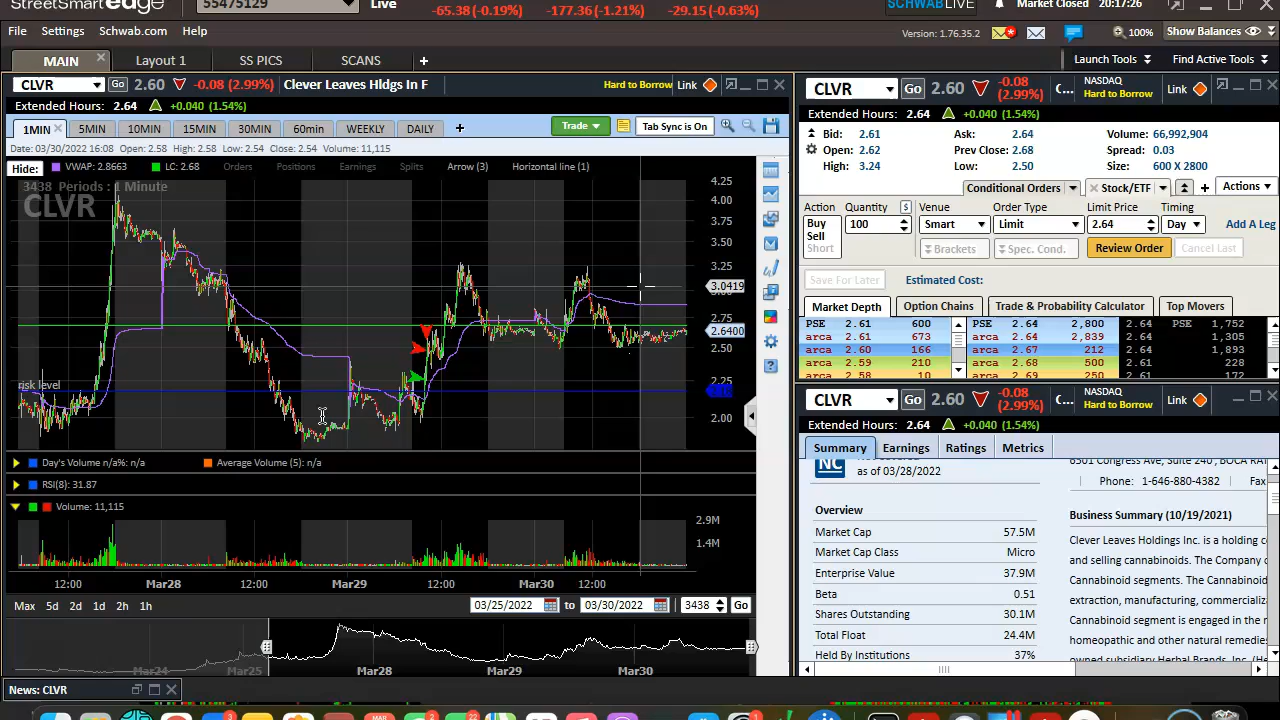 StreetSmart edge
55475129
Live
-65.38 (-0.19%) -177.36 (-1.21%) -29.15 (-0.63%)
SCHWAB LIVE
Market Closed 20:17:26
File Settings Schwab.com Help
Version: 1.76.35.2
100%
Show Balances
MAIN Layout 1 SS PICS SCANS
Launch Tools Find Active Tools
CLVR Go 2.60 -0.08 (2.99%) Clever Leaves Hldgs In F
Hard to Borrow Link
Extended Hours: 2.64 +0.040 (1.54%)
1MIN 5MIN 10MIN 15MIN 30MIN 60min WEEKLY DAILY
Trade Tab Sync is On
Date: 03/30/2022 16:08 Open: 2.58 High: 2.58 Low: 2.54 Close: 2.54 Volume: 11,115
Hide: VWAP: 2.8663 LC: 2.68 Orders Positions Earnings Splits Arrow (3) Horizontal line (1)
3438 Periods : 1 Minute
CLVR
4.25
4.00
3.75
3.50
3.25
3.0419
2.75
2.6400
2.50
2.25
2.00
risk level
Day's Volume n/a%: n/a Average Volume (5): n/a
RSI(8): 31.87
Volume: 11,115
2.9M
1.4M
12:00 Mar28 12:00 Mar29 12:00 Mar30 12:00
Max 5d 2d 1d 2h 1h
03/25/2022 to 03/30/2022 3438 Go
Mar24 Mar25 Mar28 Mar29 Mar30
News: CLVR
CLVR Go 2.60 -0.08 (2.99%) C... NASDAQ Hard to Borrow Link
Extended Hours: 2.64 +0.040 (1.54%)
Bid: 2.61 Ask: 2.64 Volume: 66,992,904
Open: 2.62 Prev Close: 2.68 Spread: 0.03
High: 3.24 Low: 2.50 Size: 600 X 2800
Conditional Orders Stock/ETF Actions
Action Quantity $ Venue Order Type Limit Price Timing
Buy
Sell
Short
100 Smart Limit 2.64 Day Add A Leg
Brackets Spec. Cond. Review Order Cancel Last
Save For Later Estimated Cost:
Market Depth Option Chains Trade & Probability Calculator Top Movers
PSE 2.61 600 PSE 2.64 2,800 2.64 PSE 1,752
arca 2.61 673 arca 2.64 2,839 2.64 arca 1,305
arca 2.60 166 arca 2.67 212 2.64 arca 1,893
arca 2.59 210 arca 2.68 500 2.64 arca 228
arca 2.58 10 arca 2.69 250 2.64 arca 172
CLVR Go 2.60 -0.08 (2.99%) C... NASDAQ Hard to Borrow Link
Extended Hours: 2.64 +0.040 (1.54%)
Summary Earnings Ratings Metrics
NC
as of 03/28/2022
Phone: 1-646-880-4382 Fax
Overview
Market Cap 57.5M
Market Cap Class Micro
Enterprise Value 37.9M
Beta 0.51
Shares Outstanding 30.1M
Total Float 24.4M
Held By Institutions 37%
Business Summary (10/19/2021)
Clever Leaves Holdings Inc. is a holding c
and selling cannabinoids. The Company o
Cannabinoid segments. The Cannabinoid
extraction, manufacturing, commercializa
Cannabinoid segment is engaged in the r
homeopathic and other natural remedies